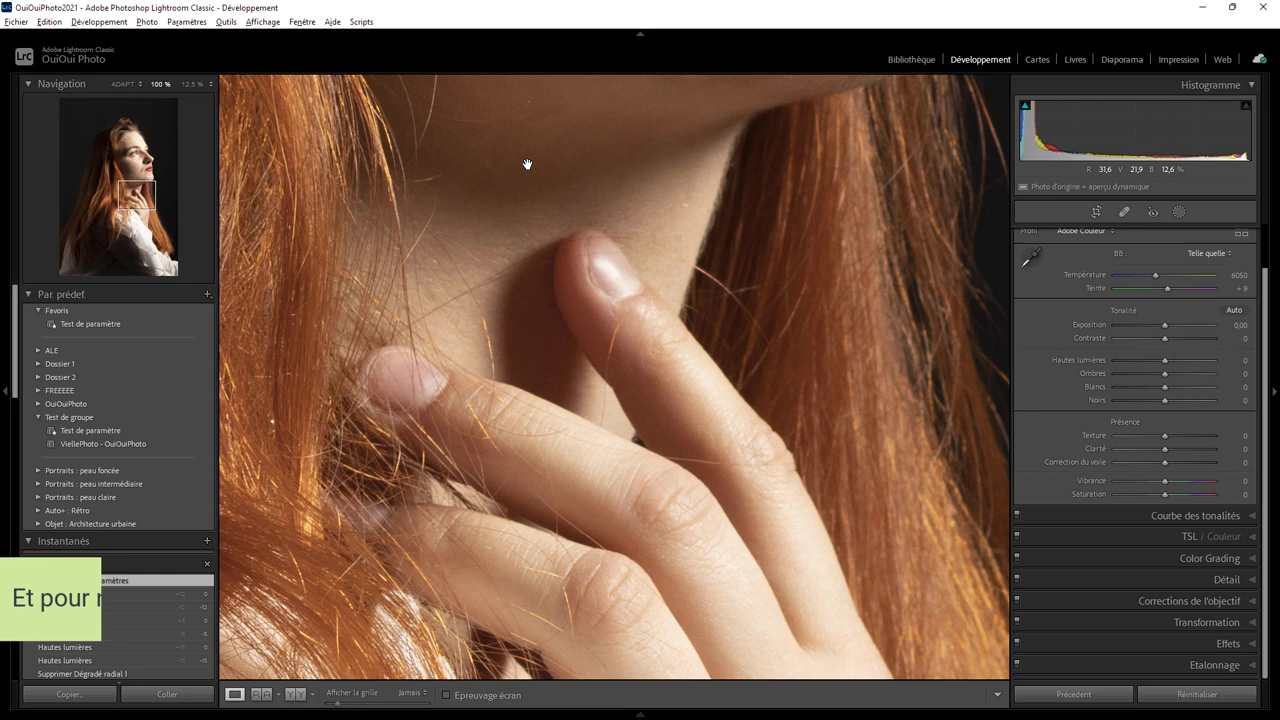 OuiOuiPhoto2021 - Adobe Photoshop Lightroom Classic - Développement
Fichier Edition Développement Photo Paramètres Outils Affichage Fenêtre Aide Scripts
Lrc Adobe Lightroom Classic
OuiOui Photo
Bibliothèque Développement Cartes Livres Diaporama Impression Web
Navigation ADAPT. 100 % 12,5 %
Par. prédef. +
Favoris
Test de paramètre
ALE
Dossier 1
Dossier 2
FREEEEE
OuiOuiPhoto
Test de groupe
Test de paramètre
ViellePhoto - OuiOuiPhoto
Portraits : peau foncée
Portraits : peau intermédiaire
Portraits : peau claire
Auto+ : Rétro
Objet : Architecture urbaine
Instantanés +
amètres
Et pour
Hautes lumières
Hautes lumières
Supprimer Dégradé radial 1
Copier... Coller
Afficher la grille : Jamais
Epreuvage écran
Histogramme
R 31,6 V 21,9 B 12,6 %
Photo d'origine + aperçu dynamique
Profil : Adobe Couleur
BB : Telle quelle
Température 6050
Teinte + 9
Tonalité Auto
Exposition 0,00
Contraste 0
Hautes lumières 0
Ombres 0
Blancs 0
Noirs 0
Présence
Texture 0
Clarté 0
Correction du voile 0
Vibrance 0
Saturation 0
Courbe des tonalités
TSL / Couleur
Color Grading
Détail
Corrections de l'objectif
Transformation
Effets
Etalonnage
Précédent Réinitialiser